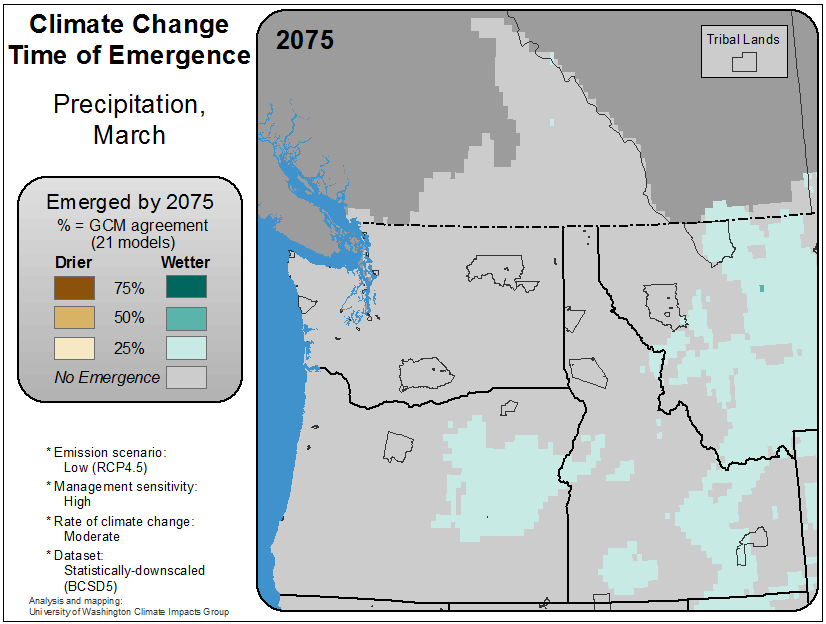 Climate Change
Time of Emergence
Precipitation,
March
Emerged by 2075
% = GCM agreement
(21 models)
Drier Wetter
75%
50%
25%
No Emergence
* Emission scenario:
Low (RCP4.5)
* Management sensitivity:
High
* Rate of climate change:
Moderate
* Dataset:
Statistically-downscaled
(BCSD5)
Analysis and mapping:
University of Washington Climate Impacts Group
2075
Tribal Lands